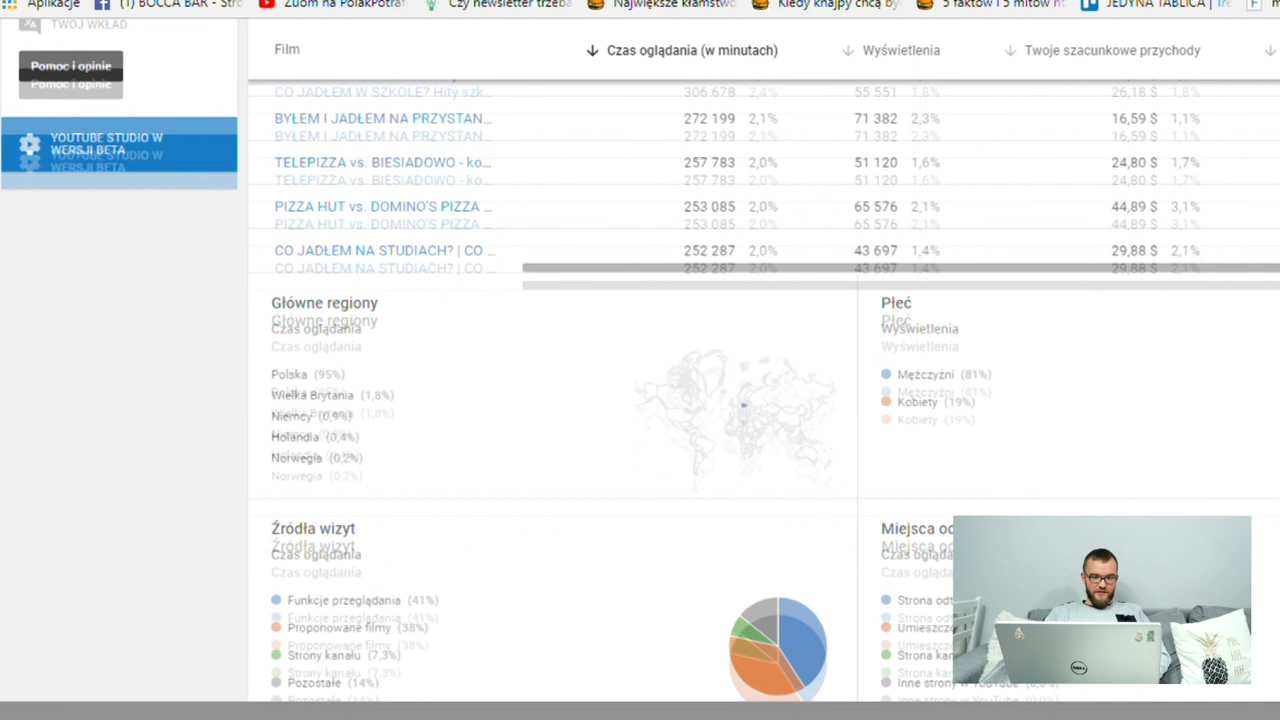 Aplikacje (1) BOCCA BAR - Stro Zuom na PolakPotrafi Czy newsletter trzeba Największe kłamstwo Kiedy knajpy chcą by 5 faktów i 5 mitów nt JEDYNA TABLICA | Tre
TWÓJ WKŁAD
Pomoc i opinie
YOUTUBE STUDIO W
WERSJI BETA
Film Czas oglądania (w minutach) Wyświetlenia Twoje szacunkowe przychody
CO JADŁEM W SZKOLE? Hity szk... 306 678 2,4% 55 551 1,8% 26,18 $ 1,8%
BYŁEM I JADŁEM NA PRZYSTAN... 272 199 2,1% 71 382 2,3% 16,59 $ 1,1%
TELEPIZZA vs. BIESIADOWO - ko... 257 783 2,0% 51 120 1,6% 24,80 $ 1,7%
PIZZA HUT vs. DOMINO'S PIZZA ... 253 085 2,0% 65 576 2,1% 44,89 $ 3,1%
CO JADŁEM NA STUDIACH? | CO ... 252 287 2,0% 43 697 1,4% 29,88 $ 2,1%
Główne regiony
Czas oglądania
Polska (95%)
Wielka Brytania (1,8%)
Niemcy (0,9%)
Holandia (0,4%)
Norwegia (0,2%)
Płeć
Wyświetlenia
Mężczyźni (81%)
Kobiety (19%)
Źródła wizyt
Czas oglądania
Funkcje przeglądania (41%)
Proponowane filmy (38%)
Strony kanału (7,3%)
Pozostałe (14%)
Miejsca od
Czas ogląda
Strona odt
Umieszcz
Strona kan
Inne strony w YouTube
DELL